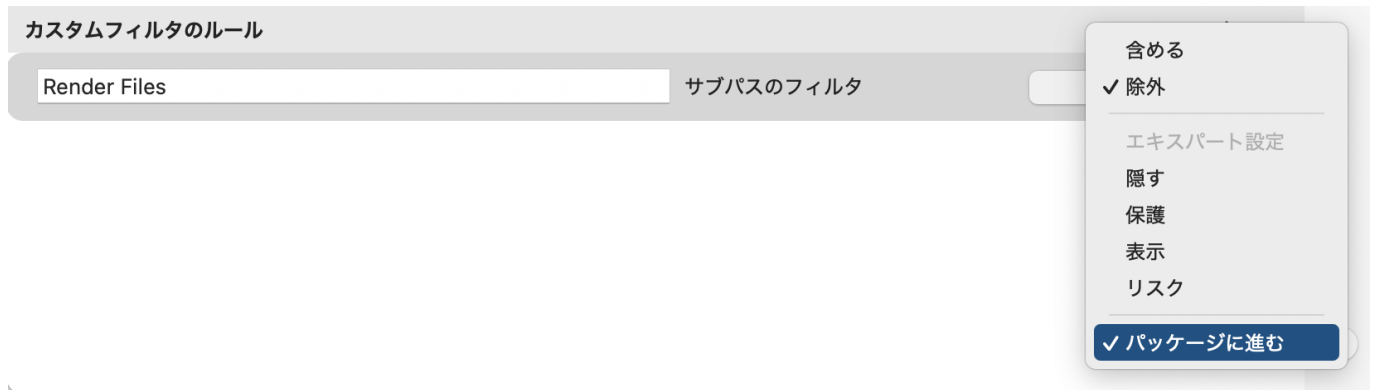 カスタムフィルタのルール
Render Files
サブパスのフィルタ
含める
✓ 除外
エキスパート設定
隠す
保護
表示
リスク
✓ パッケージに進む